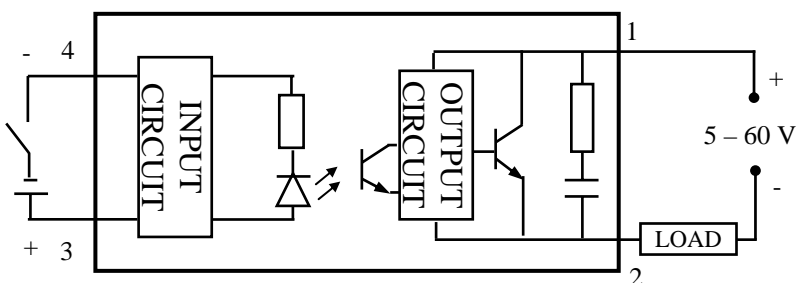 - 4
INPUT CIRCUIT
OUTPUT CIRCUIT
1
+
5 – 60 V
-
LOAD
+ 3
2